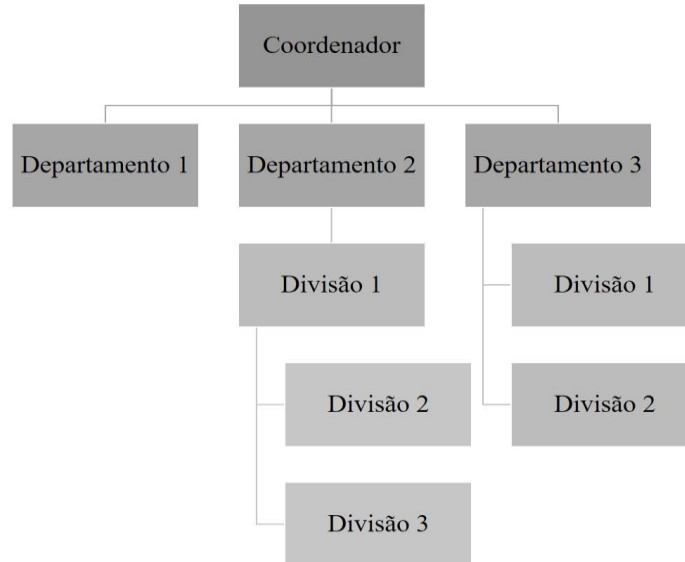 Coordenador
Departamento 1
Departamento 2
Departamento 3
Divisão 1
Divisão 1
Divisão 2
Divisão 2
Divisão 3